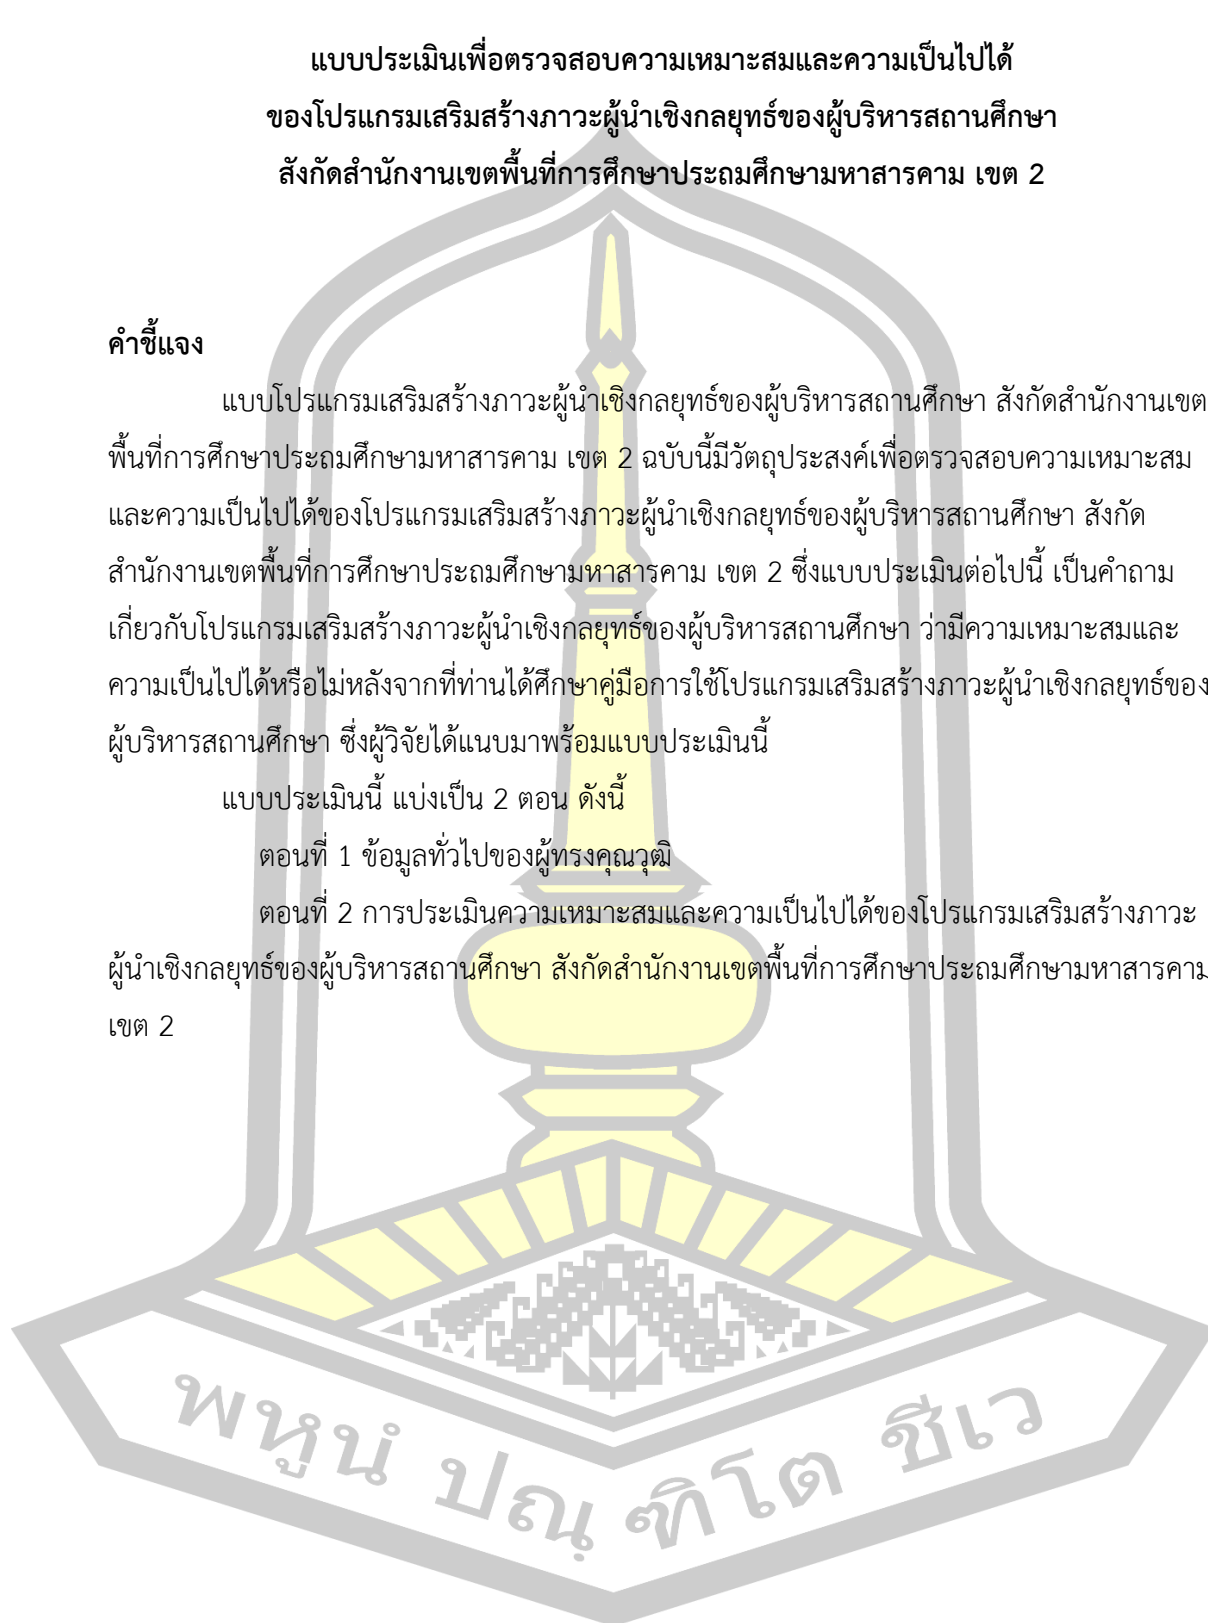 แบบประเมินเพื่อตรวจสอบความเหมาะสมและความเป็นไปได้
ของโปรแกรมเสริมสร้างภาวะผู้นำเชิงกลยุทธ์ของผู้บริหารสถานศึกษา
สังกัดสำนักงานเขตพื้นที่การศึกษาประถมศึกษามหาสารคาม เขต 2
คำชี้แจง
แบบโปรแกรมเสริมสร้างภาวะผู้นำเชิงกลยุทธ์ของผู้บริหารสถานศึกษา สังกัดสำนักงานเขต
พื้นที่การศึกษาประถมศึกษามหาสารคาม เขต 2 ฉบับนี้มีวัตถุประสงค์เพื่อตรวจสอบความเหมาะสม
และความเป็นไปได้ของโปรแกรมเสริมสร้างภาวะผู้นำเชิงกลยุทธ์ของผู้บริหารสถานศึกษา สังกัด
สำนักงานเขตพื้นที่การศึกษาประถมศึกษามหาสารคาม เขต 2 ซึ่งแบบประเมินต่อไปนี้ เป็นคำถาม
เกี่ยวกับโปรแกรมเสริมสร้างภาวะผู้นำเชิงกลยุทธ์ของผู้บริหารสถานศึกษา ว่ามีความเหมาะสมและ
ความเป็นไปได้หรือไม่หลังจากที่ท่านได้ศึกษาคู่มือการใช้โปรแกรมเสริมสร้างภาวะผู้นำเชิงกลยุทธ์ของ
ผู้บริหารสถานศึกษา ซึ่งผู้วิจัยได้แนบมาพร้อมแบบประเมินนี้
แบบประเมินนี้ แบ่งเป็น 2 ตอน ดังนี้
ตอนที่ 1 ข้อมูลทั่วไปของผู้ทรงคุณวุฒิ
ตอนที่ 2 การประเมินความเหมาะสมและความเป็นไปได้ของโปรแกรมเสริมสร้างภาวะ
ผู้นำเชิงกลยุทธ์ของผู้บริหารสถานศึกษา สังกัดสำนักงานเขตพื้นที่การศึกษาประถมศึกษามหาสารคาม
เขต 2
พหูนํ ปณฺฑิโต ชีเว